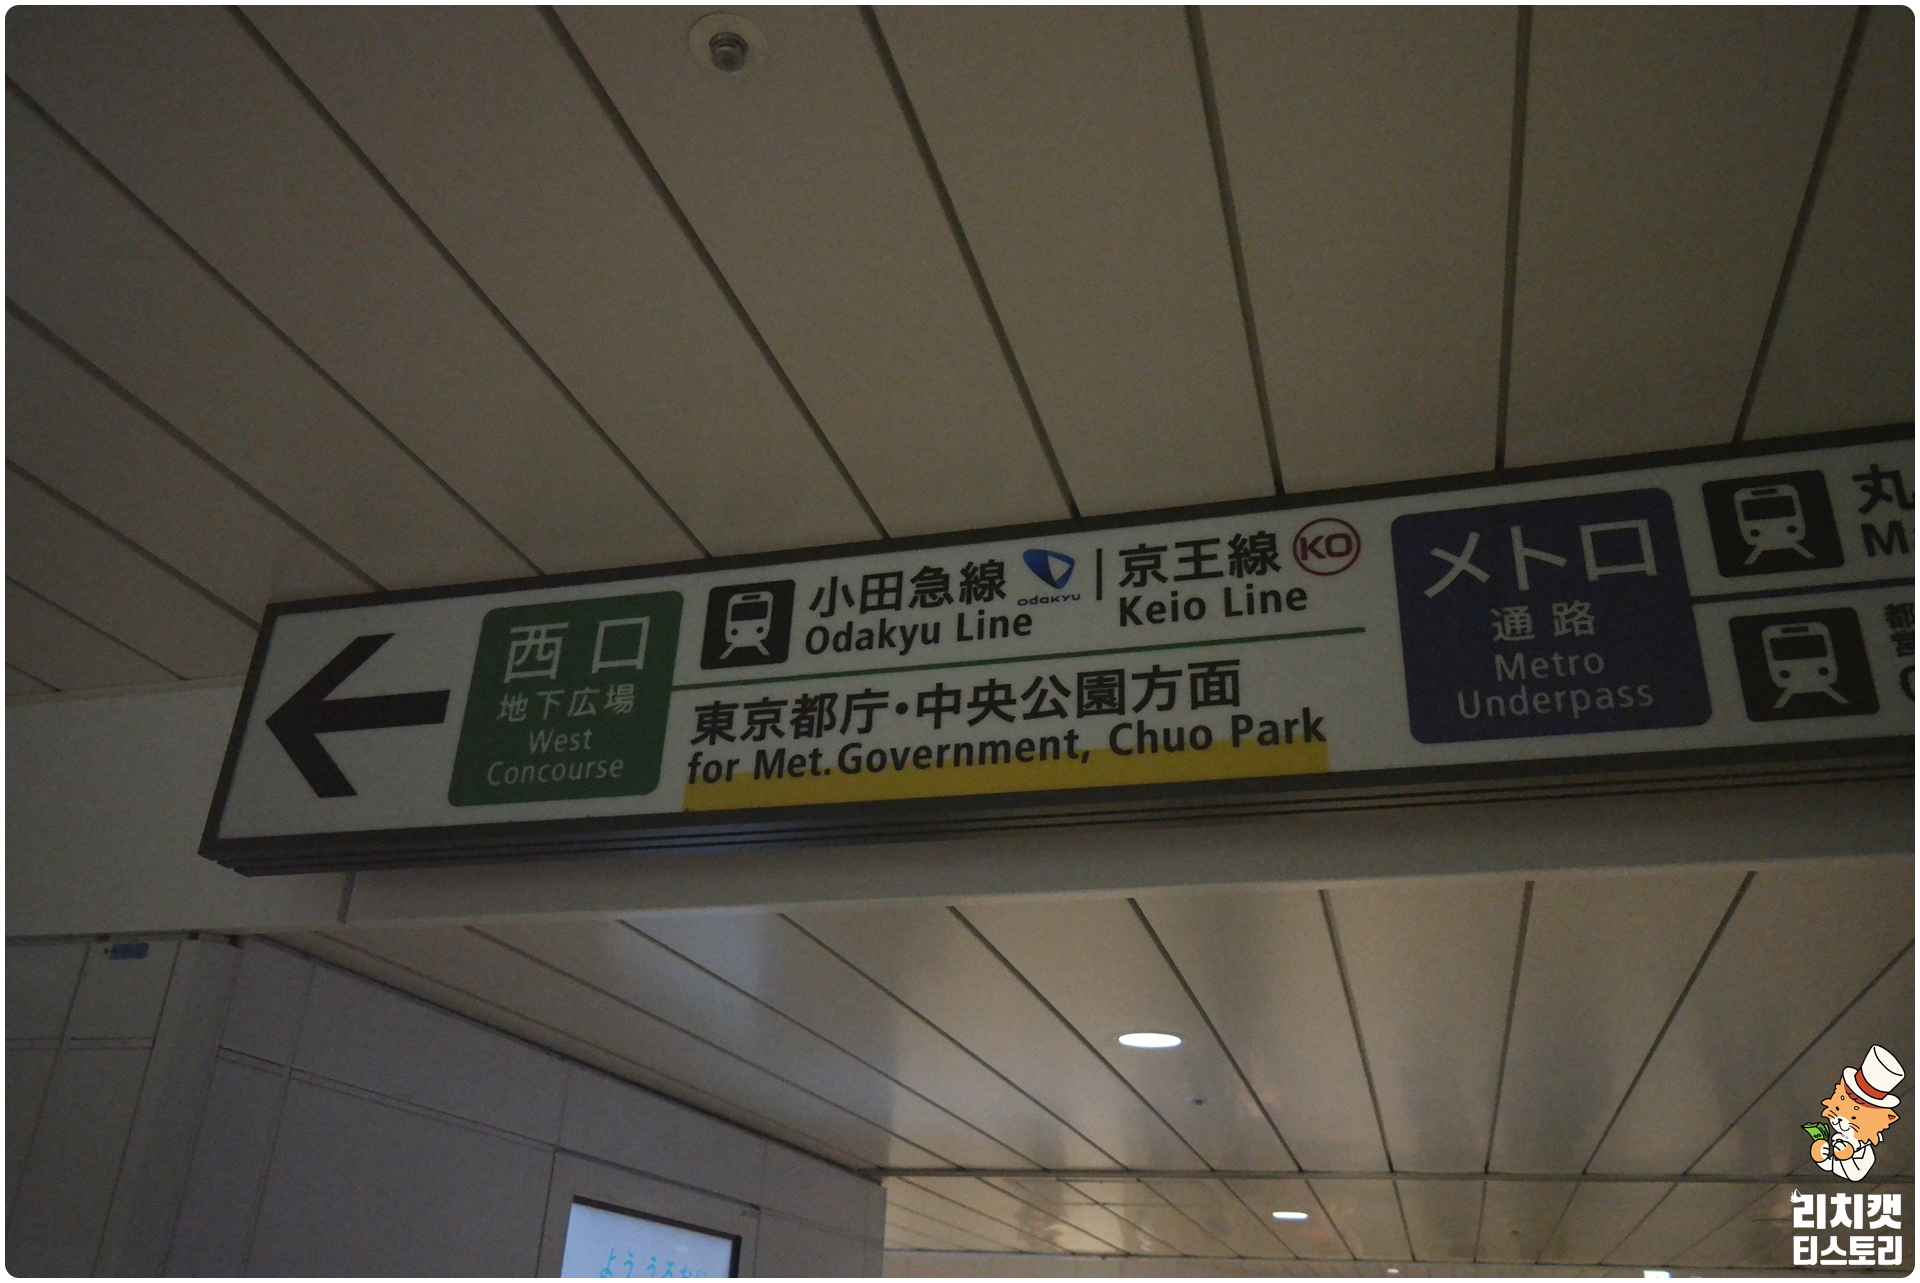 西口
地下広場
West
Concourse
小田急線
Odakyu Line
odakyu
京王線
KO
Keio Line
東京都庁・中央公園方面
for Met. Government, Chuo Park
メトロ
通路
Metro
Underpass
丸
M
都
営
リ치캣
티스토리